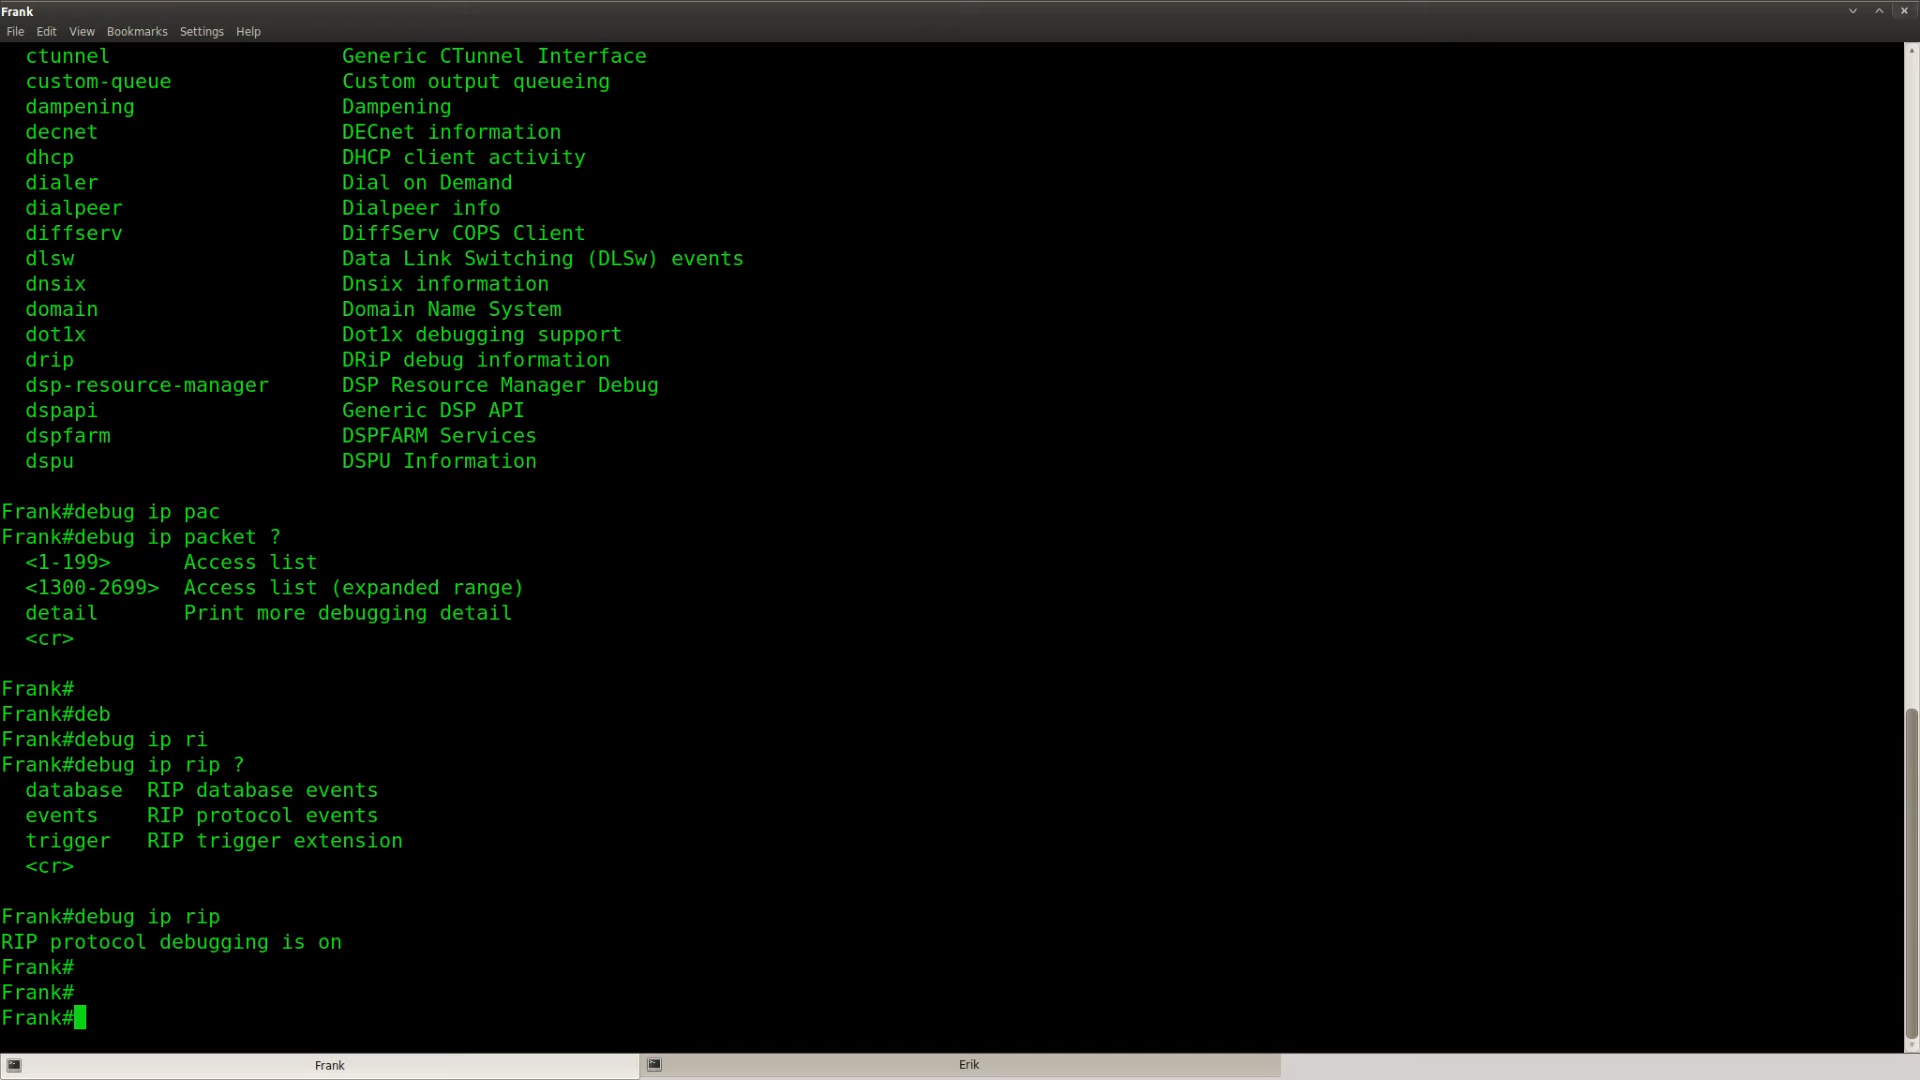 Frank
File Edit View Bookmarks Settings Help
ctunnel Generic CTunnel Interface
custom-queue Custom output queueing
dampening Dampening
decnet DECnet information
dhcp DHCP client activity
dialer Dial on Demand
dialpeer Dialpeer info
diffserv DiffServ COPS Client
dlsw Data Link Switching (DLSw) events
dnsix Dnsix information
domain Domain Name System
dot1x Dot1x debugging support
drip DRiP debug information
dsp-resource-manager DSP Resource Manager Debug
dspapi Generic DSP API
dspfarm DSPFARM Services
dspu DSPU Information
Frank#debug ip pac
Frank#debug ip packet ?
<1-199> Access list
<1300-2699> Access list (expanded range)
detail Print more debugging detail
<cr>
Frank#
Frank#deb
Frank#debug ip ri
Frank#debug ip rip ?
database RIP database events
events RIP protocol events
trigger RIP trigger extension
<cr>
Frank#debug ip rip
RIP protocol debugging is on
Frank#
Frank#
Frank#
Frank Erik